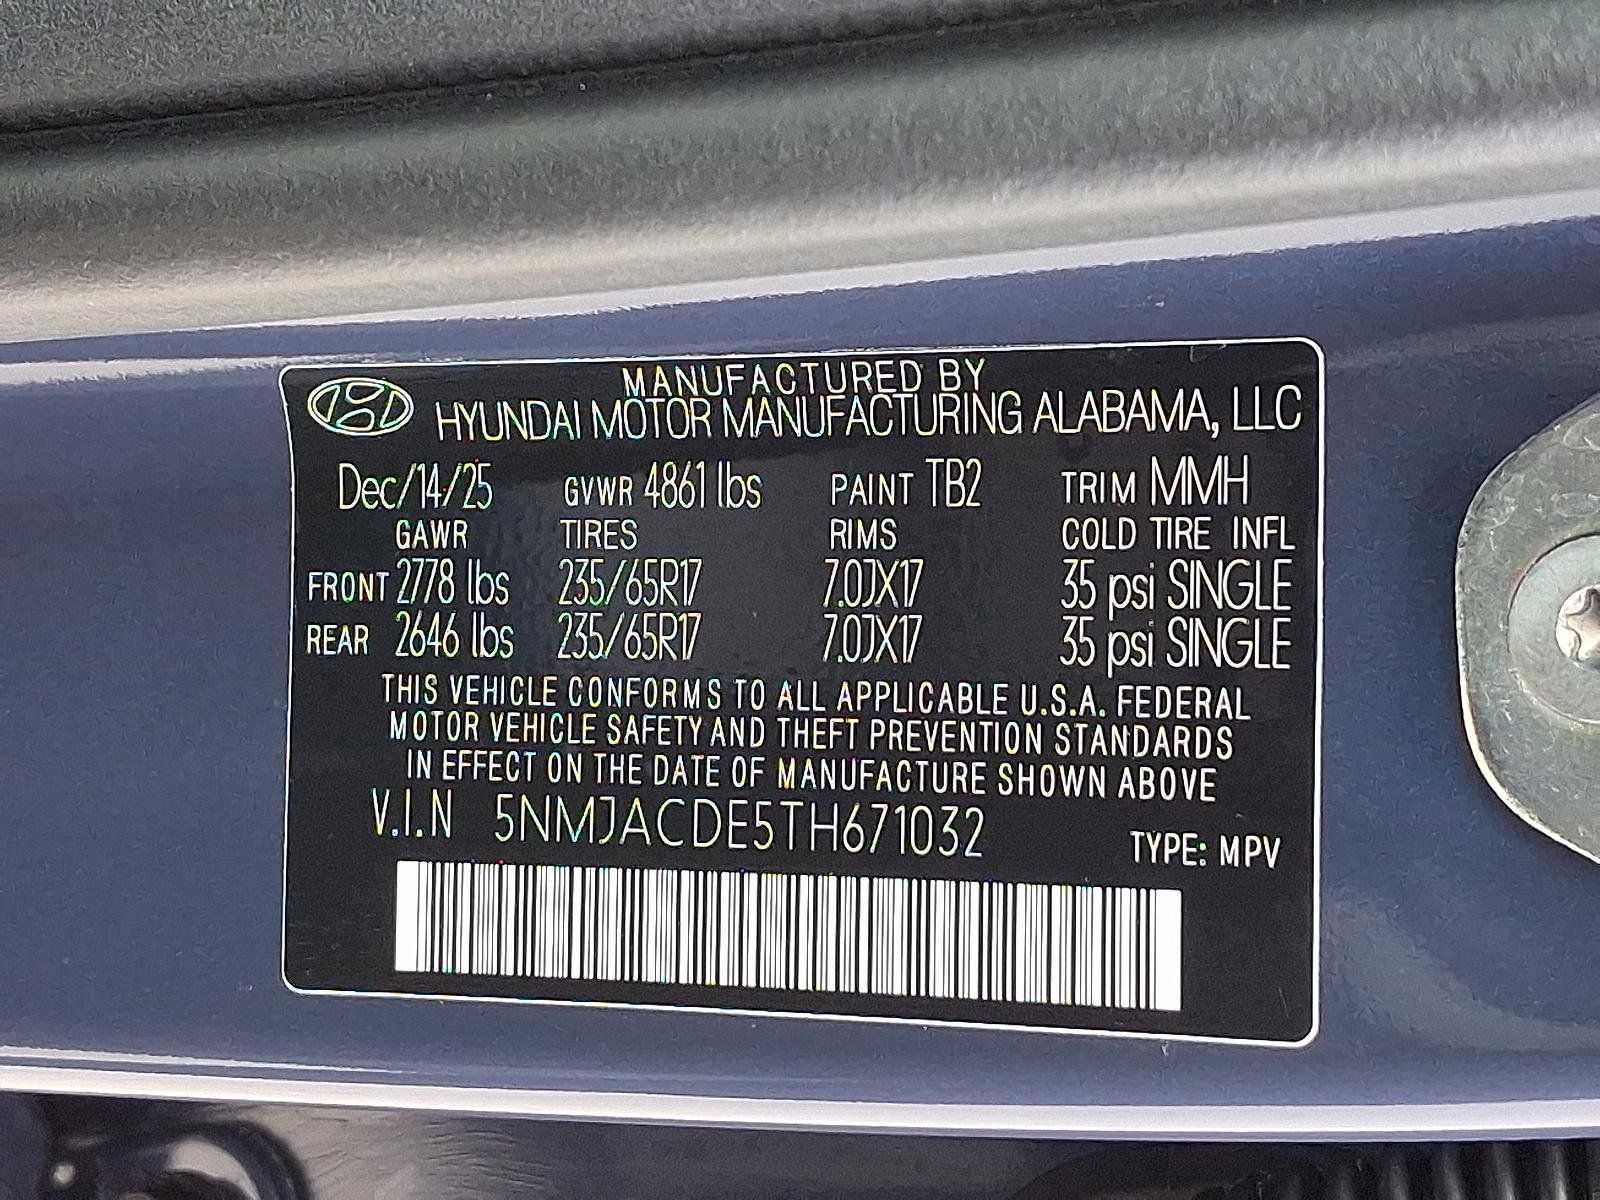 MANUFACTURED BY
HYUNDAI MOTOR MANUFACTURING ALABAMA, LLC
Dec/14/25 GVWR 4861 lbs PAINT TB2 TRIM MMH
GAWR TIRES RIMS COLD TIRE INFL
FRONT 2778 lbs 235/65R17 7.0JX17 35 psi SINGLE
REAR 2646 lbs 235/65R17 7.0JX17 35 psi SINGLE
THIS VEHICLE CONFORMS TO ALL APPLICABLE U.S.A. FEDERAL
MOTOR VEHICLE SAFETY AND THEFT PREVENTION STANDARDS
IN EFFECT ON THE DATE OF MANUFACTURE SHOWN ABOVE
V.I.N 5NMJACDE5TH671032
TYPE: MPV